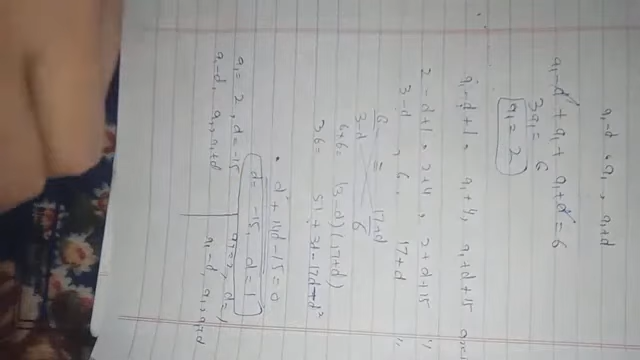 a₁-d, a₁, a₁+d
a₁-d + a₁ + a₁+d = 6
3a₁ = 6
a₁ = 2
a₁-d+1, a₁+4, a₁+d+15
2-d+1, 2+4, 2+d+15
3-d, 6, 17+d
6/3-d = 17+d/6
6×6 = (3-d)(17+d)
36 = 51+3d-17d-d²
d²+14d-15=0
d=-15, d=1
a₁=2, d=-15
a₁-d, a₁, a₁+d
a₁=2, d=1
a₁-d, a₁, a₁+d